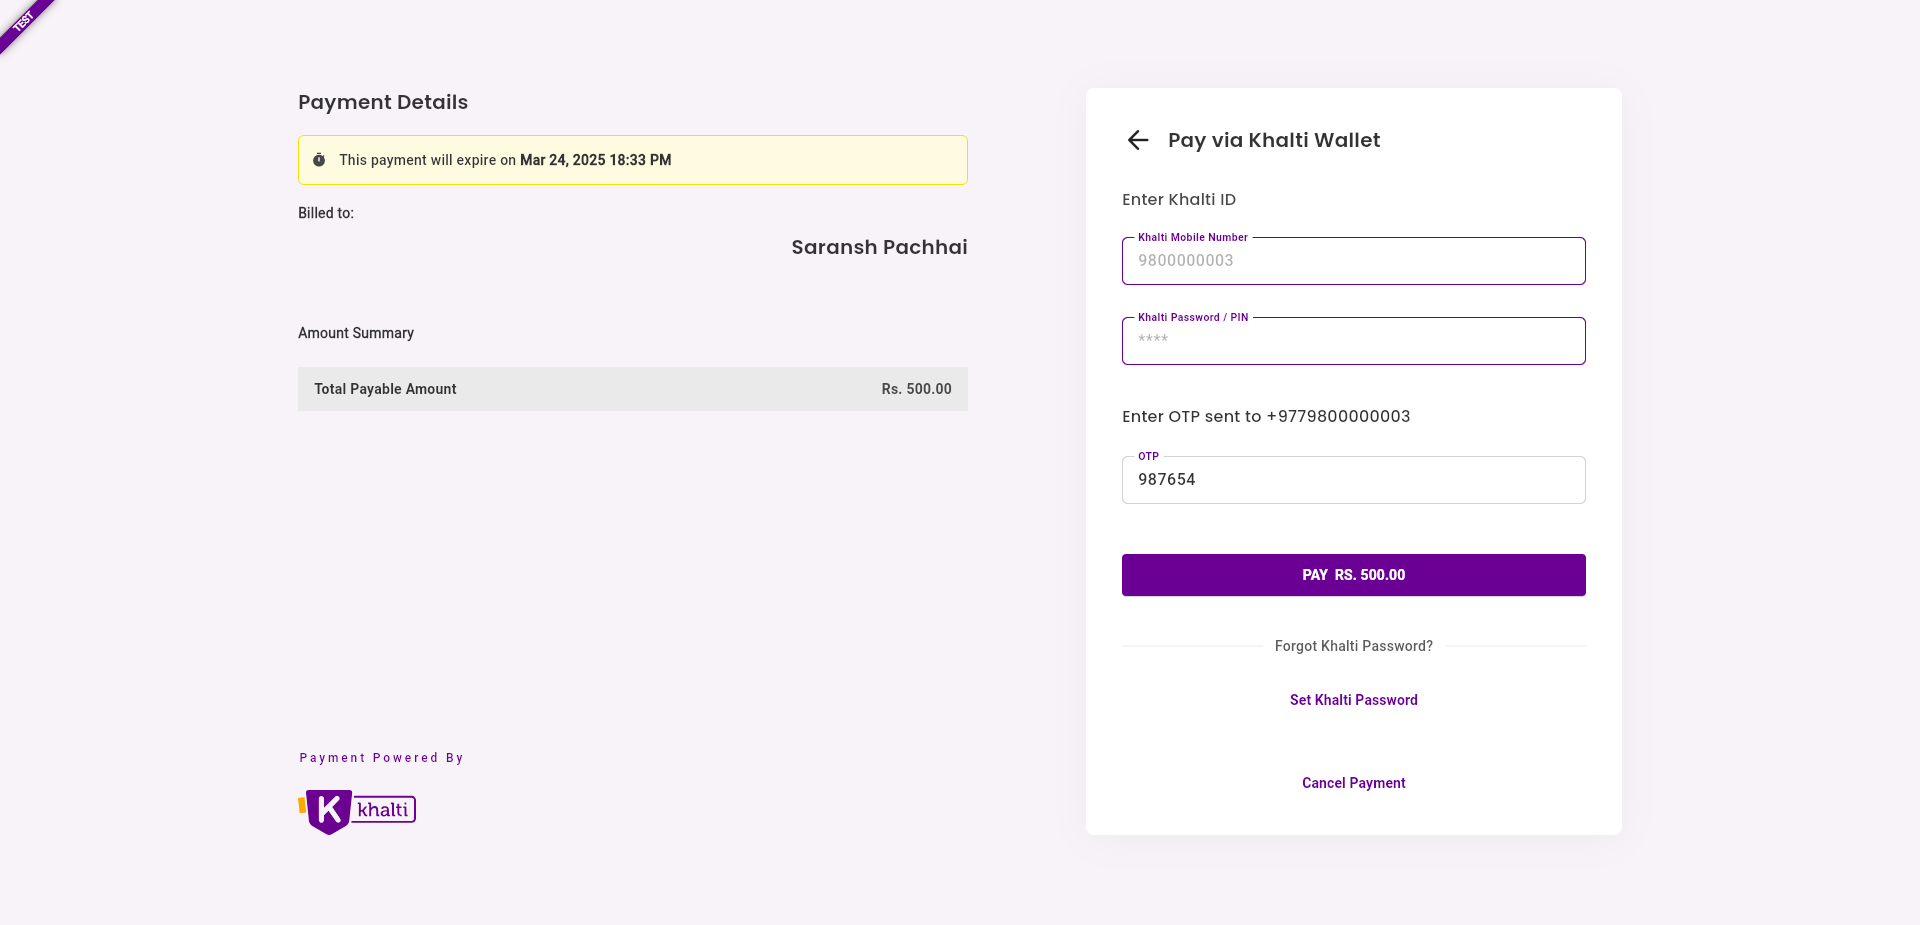 TEST
Payment Details
This payment will expire on Mar 24, 2025 18:33 PM
Billed to:
Saransh Pachhai
Amount Summary
Total Payable Amount Rs. 500.00
Payment Powered By
K khalti
Pay via Khalti Wallet
Enter Khalti ID
Khalti Mobile Number
9800000003
Khalti Password / PIN
****
Enter OTP sent to +9779800000003
OTP
987654
PAY RS. 500.00
Forgot Khalti Password?
Set Khalti Password
Cancel Payment